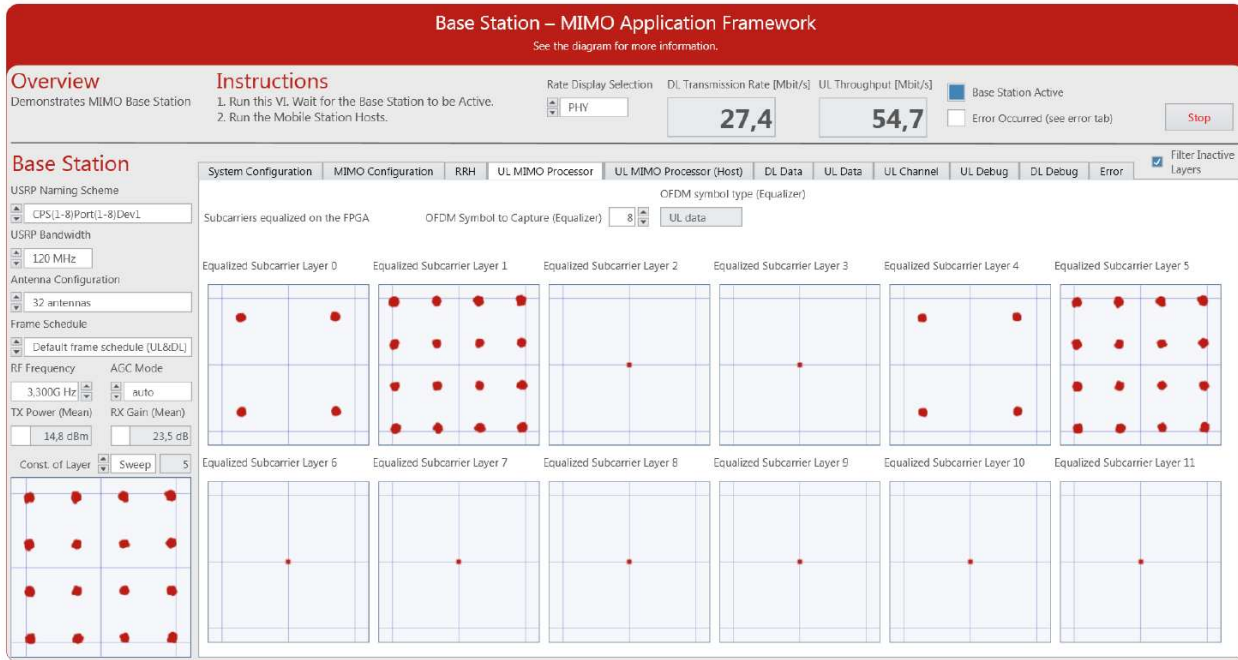 Base Station – MIMO Application Framework
See the diagram for more information.
Overview
Demonstrates MIMO Base Station
Instructions
1. Run this VI. Wait for the Base Station to be Active.
2. Run the Mobile Station Hosts.
Rate Display Selection
PHY
DL Transmission Rate [Mbit/s]
27,4
UL Throughput [Mbit/s]
54,7
Base Station Active
Error Occurred (see error tab)
Stop
Base Station
USRP Naming Scheme
CPS(1-8)Port(1-8)Dev1
USRP Bandwidth
120 MHz
Antenna Configuration
32 antennas
Frame Schedule
Default frame schedule (UL&DL)
RF Frequency
3,300G Hz
AGC Mode
auto
TX Power (Mean)
14,8 dBm
RX Gain (Mean)
23,5 dB
Const. of Layer
Sweep
5
System Configuration
MIMO Configuration
RRH
UL MIMO Processor
UL MIMO Processor (Host)
DL Data
UL Data
UL Channel
UL Debug
DL Debug
Error
Filter Inactive
Layers
Subcarriers equalized on the FPGA
OFDM Symbol to Capture (Equalizer)
8
OFDM symbol type (Equalizer)
UL data
Equalized Subcarrier Layer 0
Equalized Subcarrier Layer 1
Equalized Subcarrier Layer 2
Equalized Subcarrier Layer 3
Equalized Subcarrier Layer 4
Equalized Subcarrier Layer 5
Equalized Subcarrier Layer 6
Equalized Subcarrier Layer 7
Equalized Subcarrier Layer 8
Equalized Subcarrier Layer 9
Equalized Subcarrier Layer 10
Equalized Subcarrier Layer 11